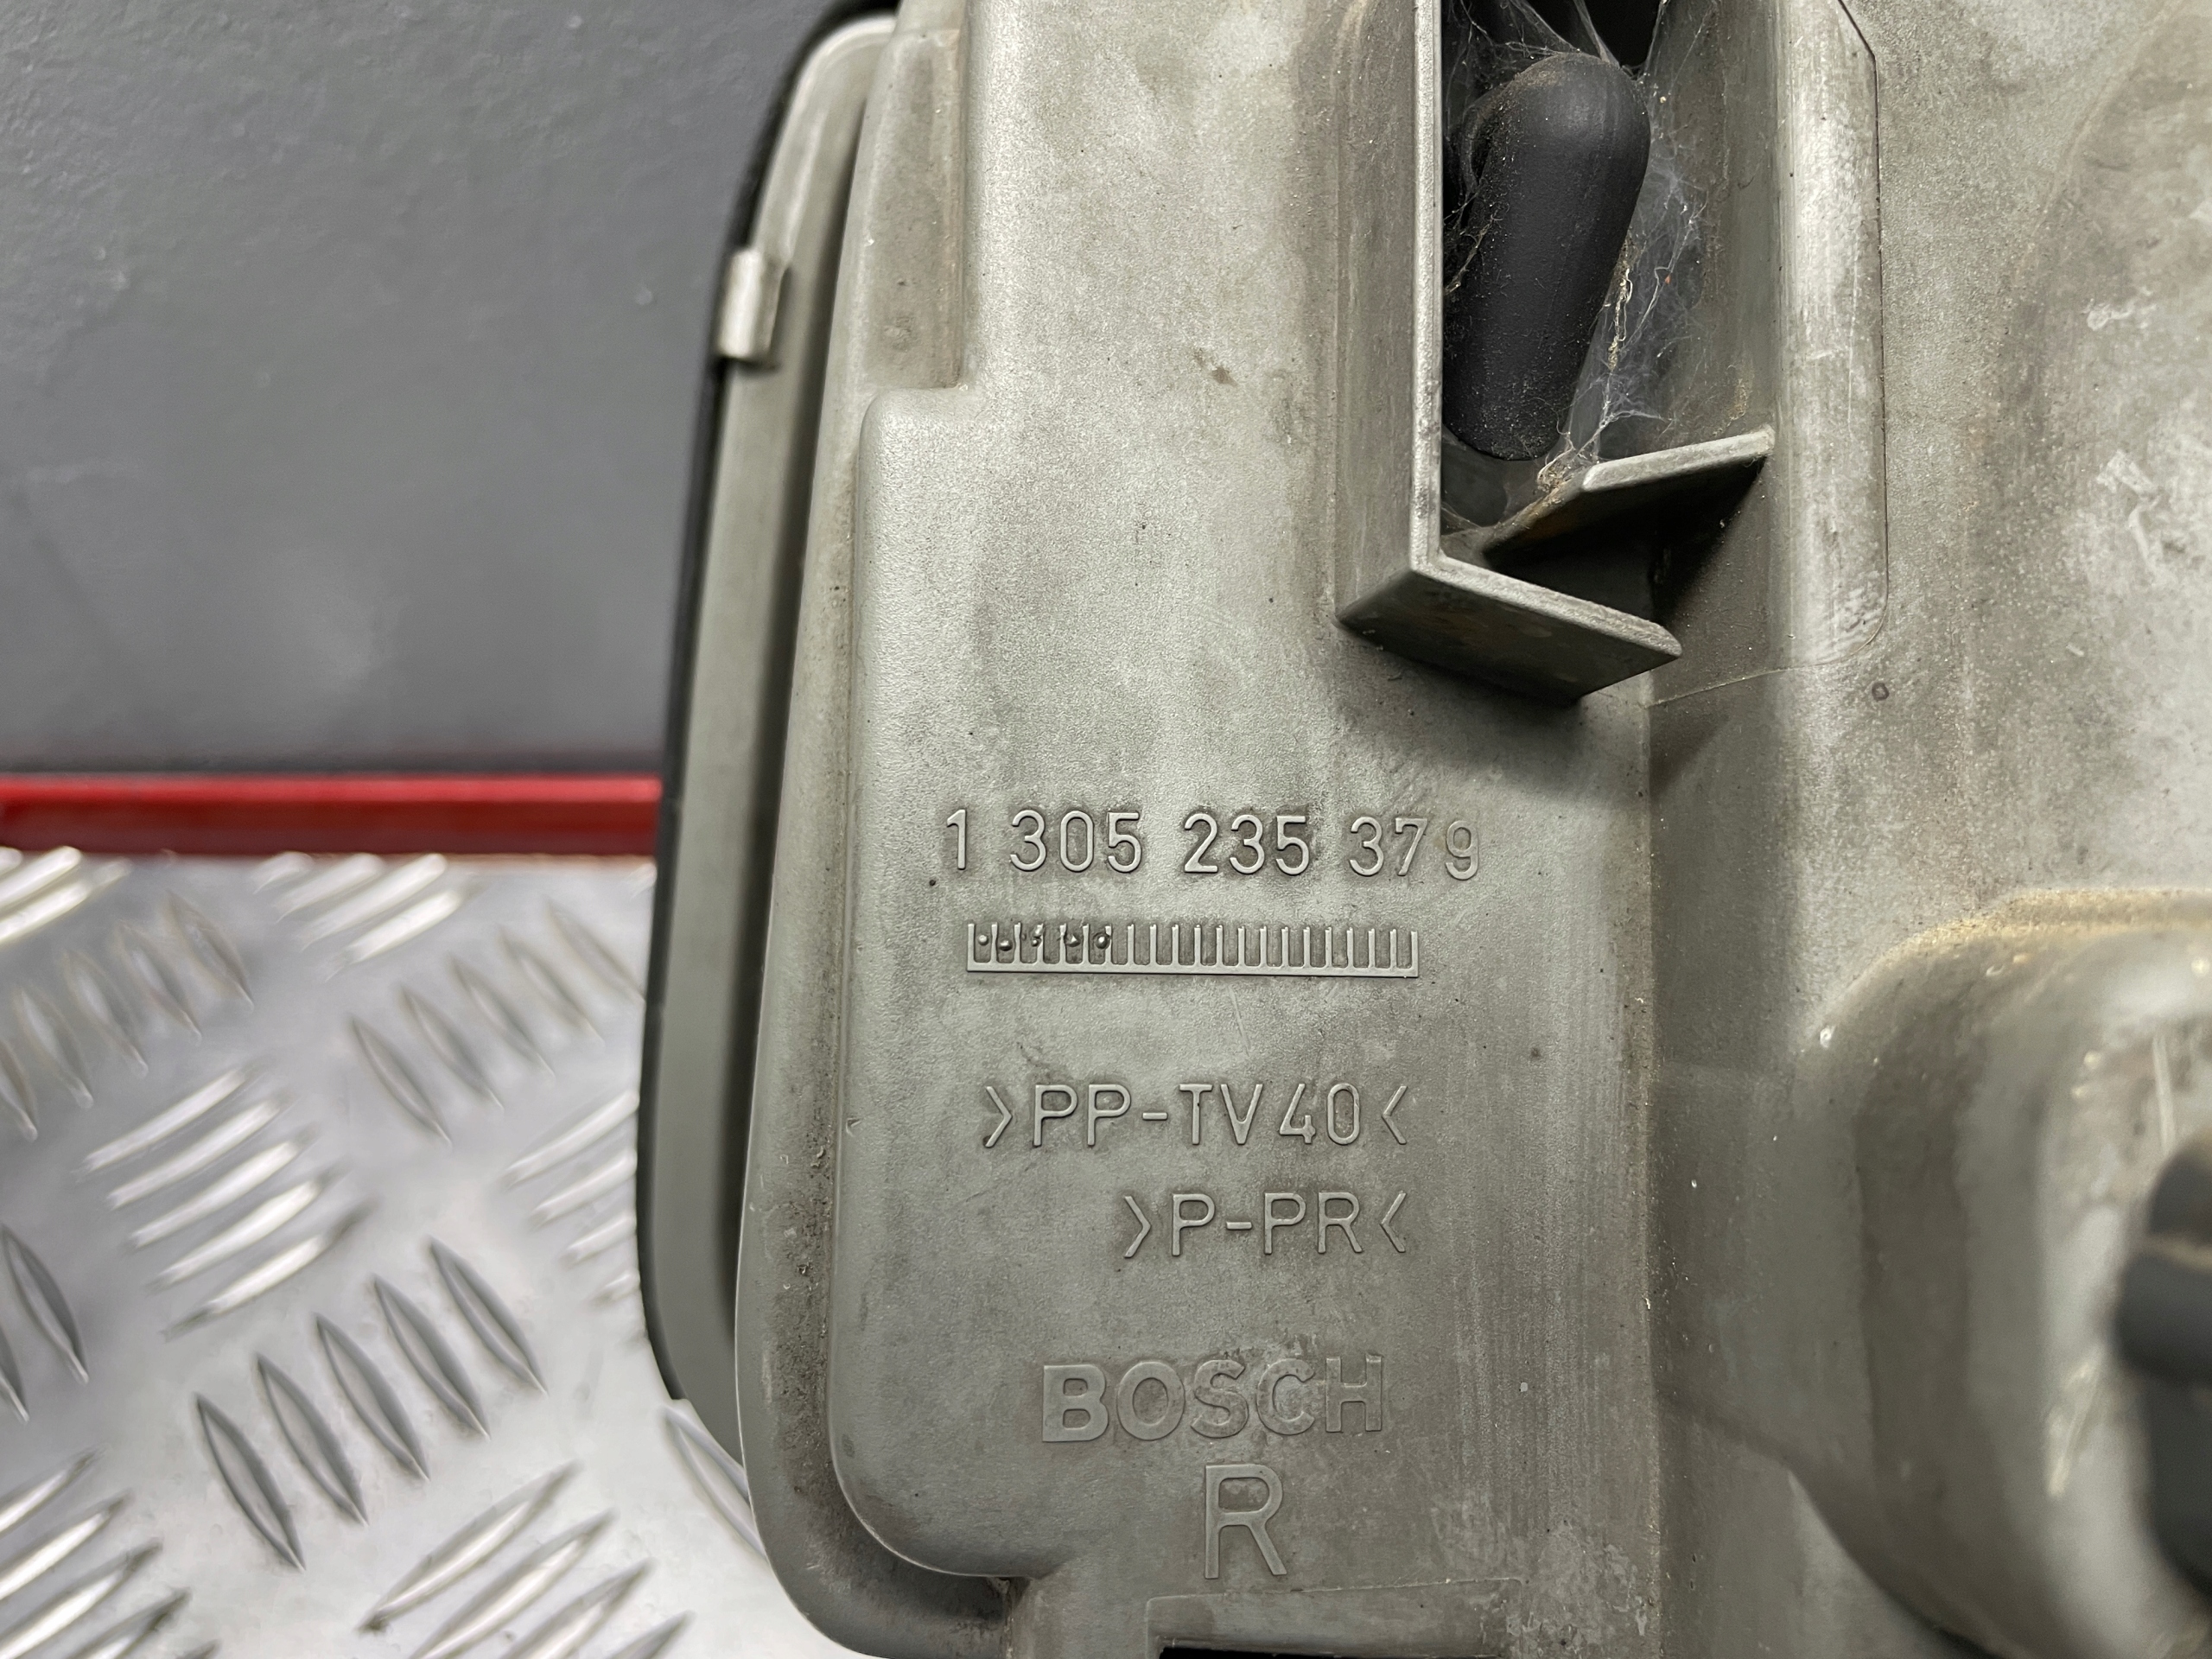 1 305 235 379
>PP-TV40<
>P-PR<
BOSCH
R